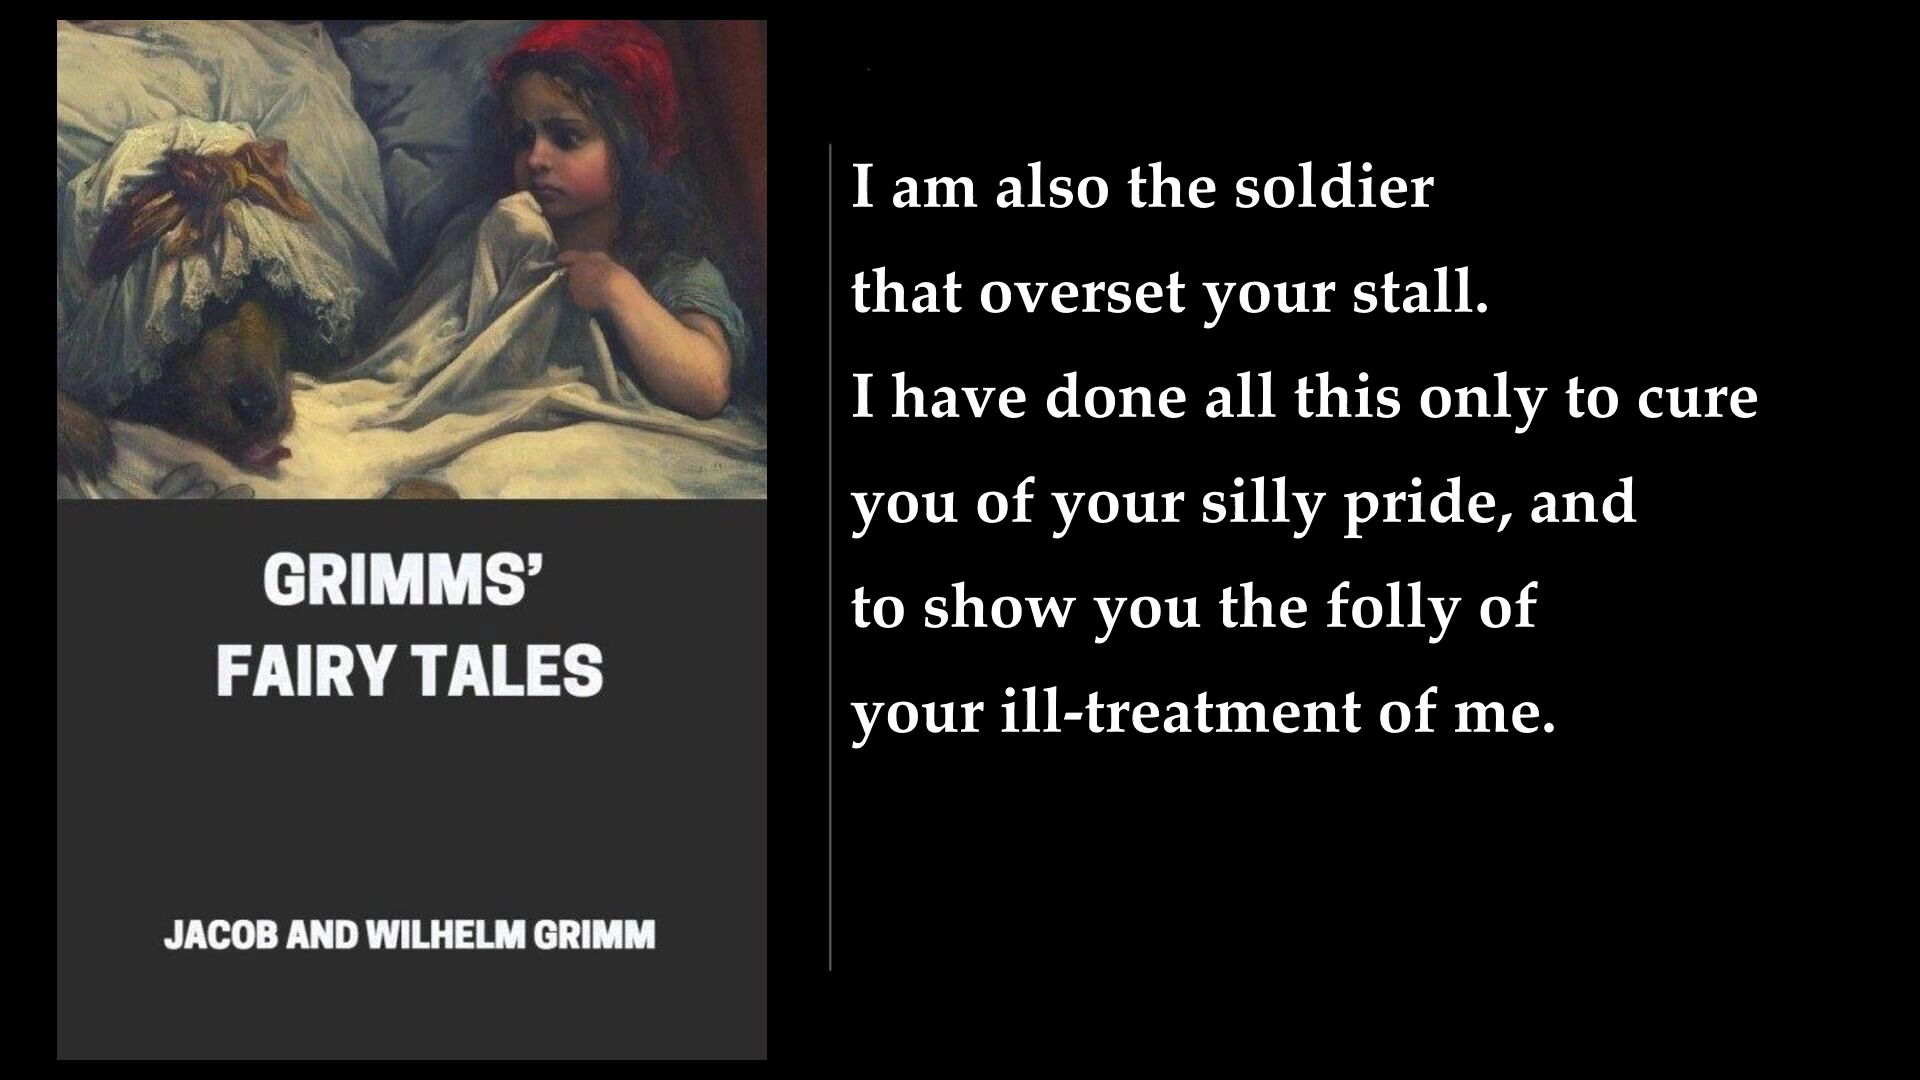 GRIMMS’
FAIRY TALES
JACOB AND WILHELM GRIMM
I am also the soldier
that overset your stall.
I have done all this only to cure
you of your silly pride, and
to show you the folly of
your ill-treatment of me.